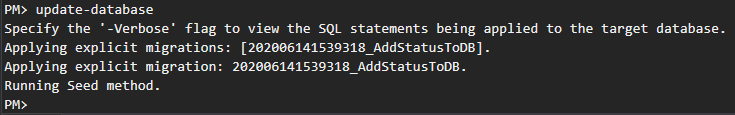 PM> update-database
Specify the '-Verbose' flag to view the SQL statements being applied to the target database.
Applying explicit migrations: [202006141539318_AddStatusToDB].
Applying explicit migration: 202006141539318_AddStatusToDB.
Running Seed method.
PM>